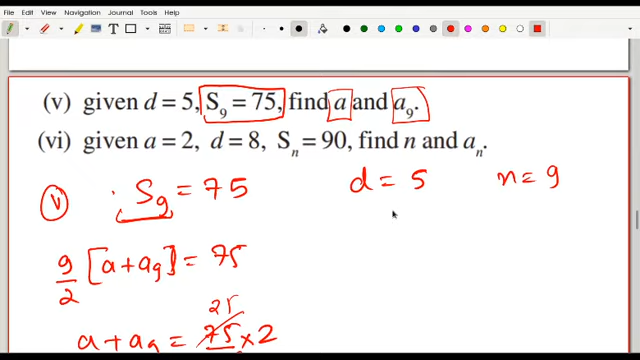 File Edit View Navigation Journal Tools Help
(v) given d = 5, S₉ = 75, find a and a₉.
(vi) given a = 2, d = 8, Sₙ = 90, find n and aₙ.
(v) S₉ = 75 d = 5 n = 9
9/2 [a + a₉] = 75
25
a + a₉ = 75 × 2